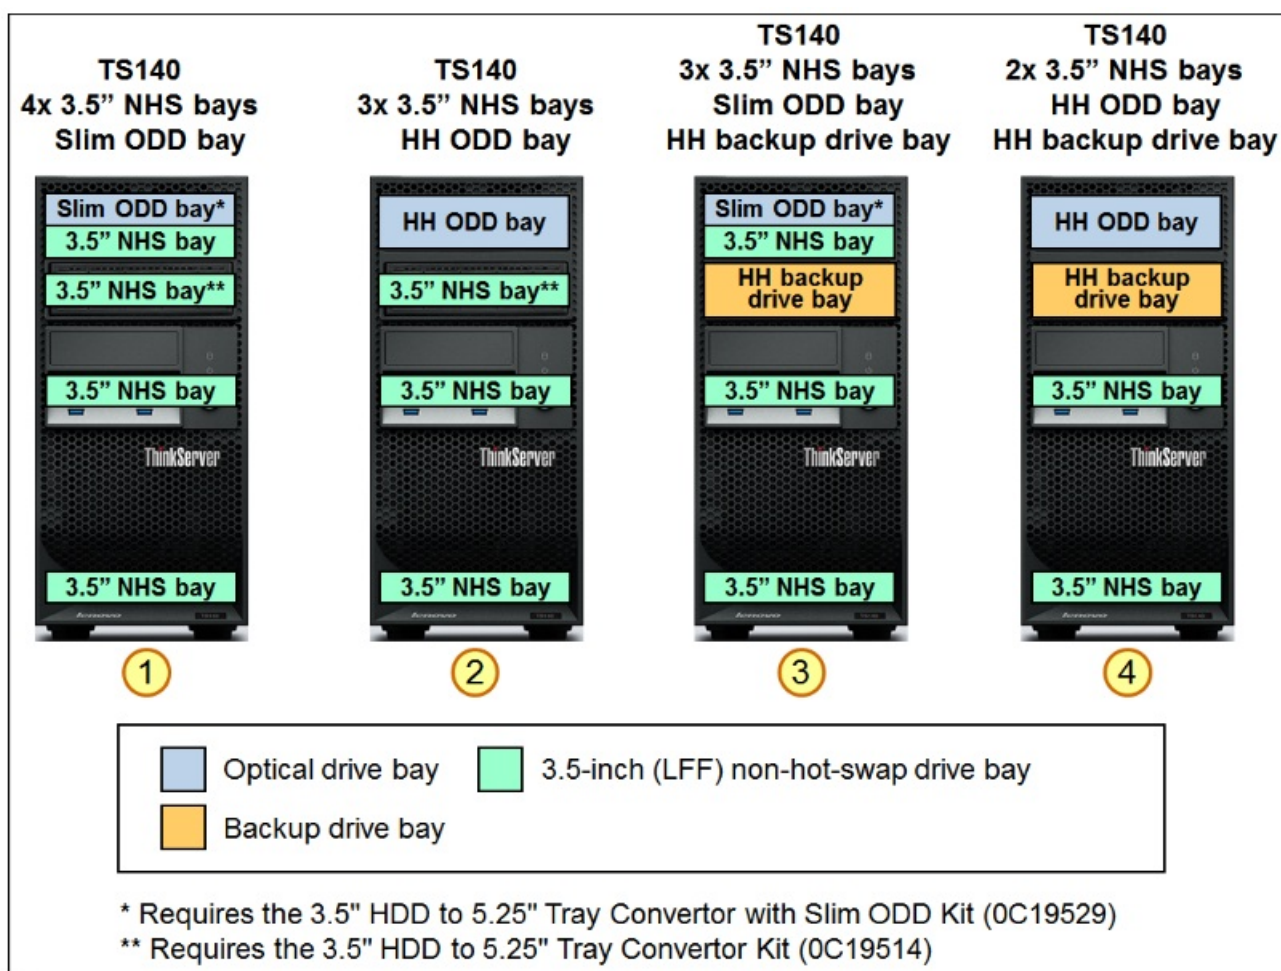 TS140
4x 3.5” NHS bays
Slim ODD bay
TS140
3x 3.5” NHS bays
HH ODD bay
TS140
3x 3.5” NHS bays
Slim ODD bay
HH backup drive bay
TS140
2x 3.5” NHS bays
HH ODD bay
HH backup drive bay
Slim ODD bay*
3.5” NHS bay
3.5” NHS bay**
3.5” NHS bay
ThinkServer
3.5” NHS bay
lenovo
1
HH ODD bay
3.5” NHS bay**
3.5” NHS bay
ThinkServer
3.5” NHS bay
lenovo
2
Slim ODD bay*
3.5” NHS bay
HH backup
drive bay
3.5” NHS bay
ThinkServer
3.5” NHS bay
lenovo
3
HH ODD bay
HH backup
drive bay
3.5” NHS bay
ThinkServer
3.5” NHS bay
lenovo
4
Optical drive bay
3.5-inch (LFF) non-hot-swap drive bay
Backup drive bay
* Requires the 3.5" HDD to 5.25" Tray Convertor with Slim ODD Kit (0C19529)
** Requires the 3.5" HDD to 5.25" Tray Convertor Kit (0C19514)